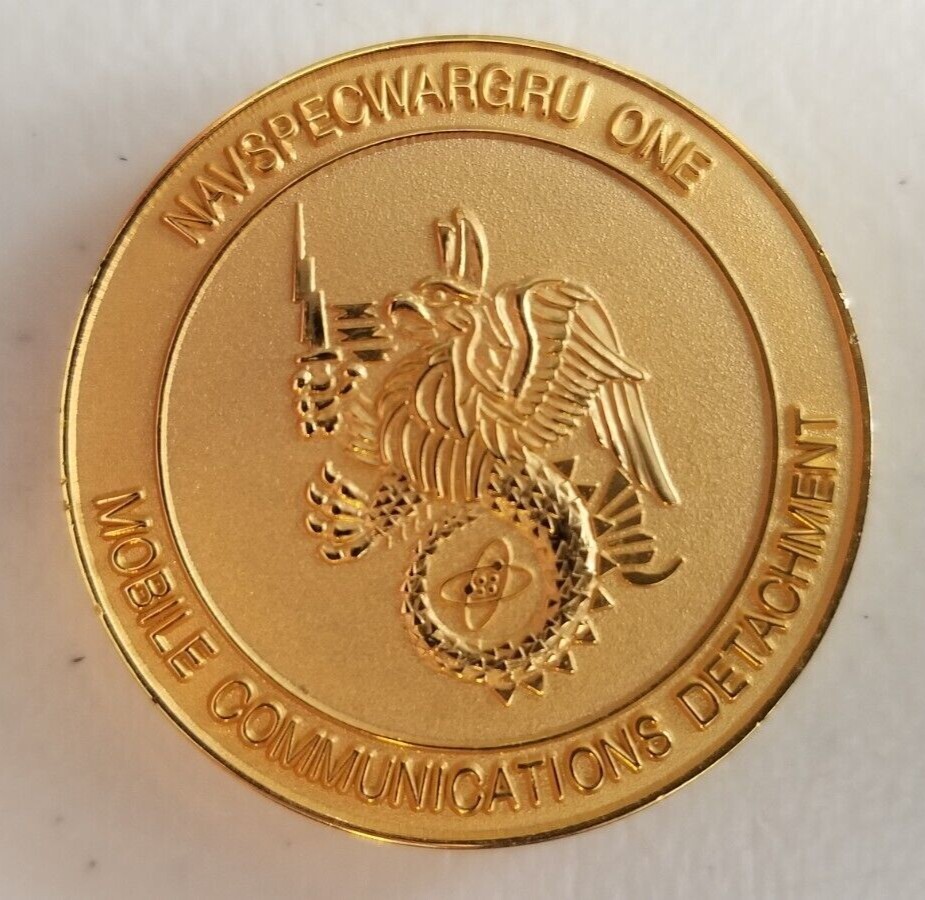 NAVSPECWARGRU ONE
MOBILE COMMUNICATIONS DETACHMENT